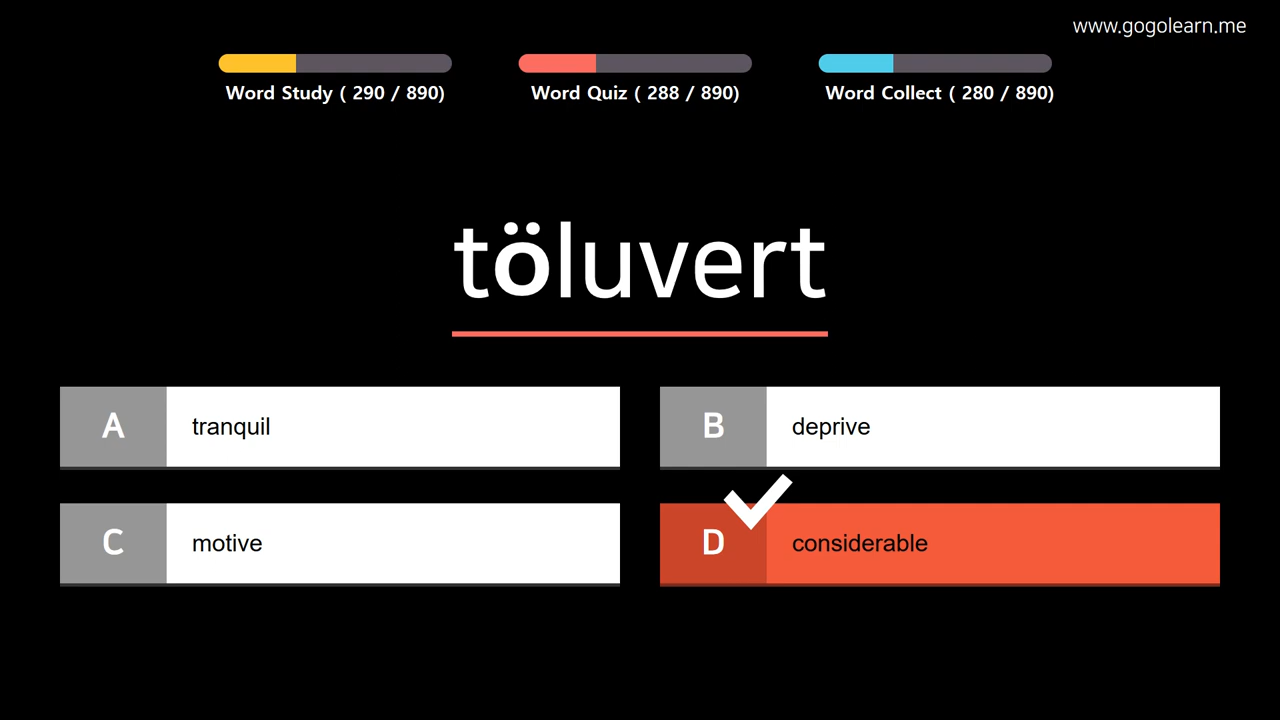 www.gogolearn.me
Word Study ( 290 / 890)
Word Quiz ( 288 / 890)
Word Collect ( 280 / 890)
töluvert
A tranquil
B deprive
C motive
D considerable